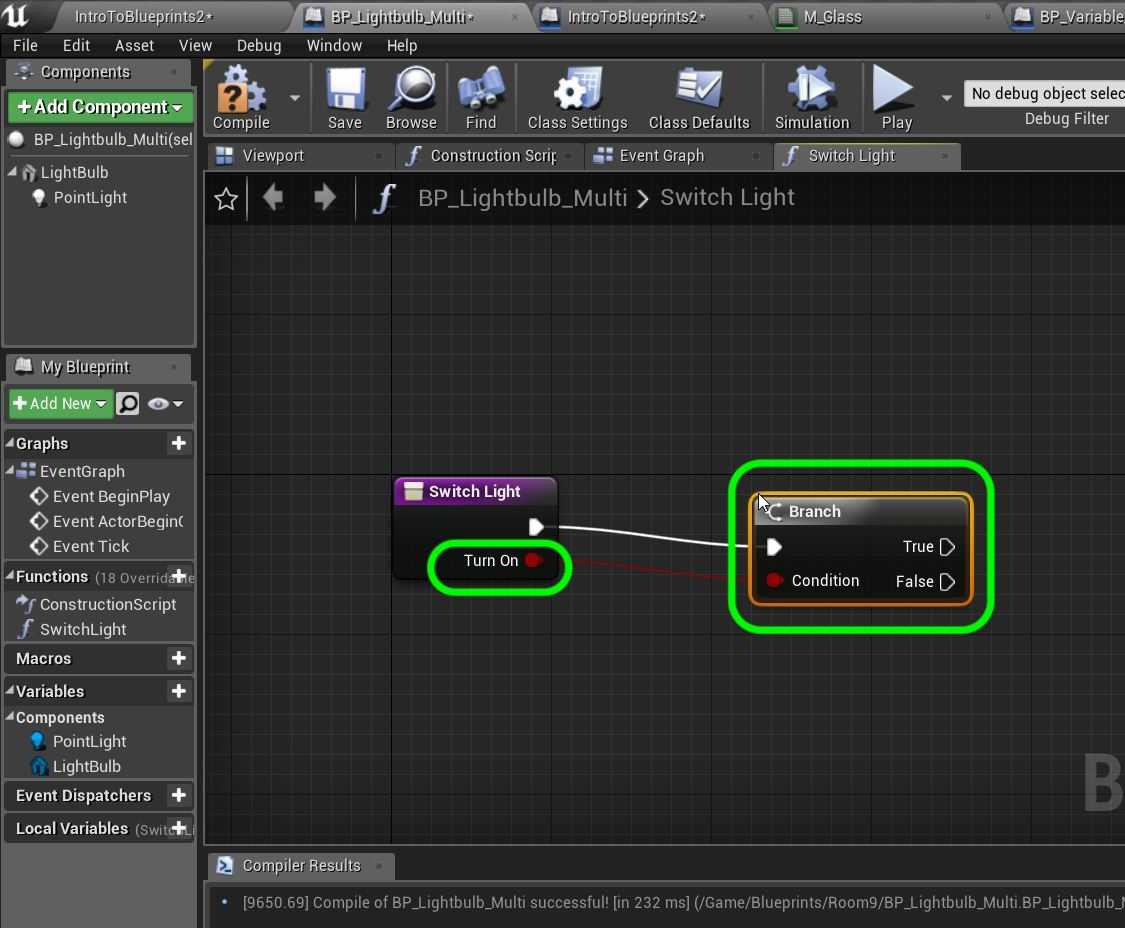 IntroToBlueprints2*
BP_Lightbulb_Multi*
IntroToBlueprints2*
M_Glass
BP_Variable
File Edit Asset View Debug Window Help
Components
+Add Component
BP_Lightbulb_Multi(sel
LightBulb
PointLight
Compile
Save
Browse
Find
Class Settings
Class Defaults
Simulation
Play
No debug object selec
Debug Filter
Viewport
Construction Scrip
Event Graph
Switch Light
BP_Lightbulb_Multi > Switch Light
My Blueprint
+Add New
Graphs
EventGraph
Event BeginPlay
Event ActorBeginO
Event Tick
Functions (18 Overridable
ConstructionScript
SwitchLight
Macros
Variables
Components
PointLight
LightBulb
Event Dispatchers
Local Variables (SwitchLi
Switch Light
Turn On
Branch
True
Condition
False
B
Compiler Results
[9650.69] Compile of BP_Lightbulb_Multi successful! [in 232 ms] (/Game/Blueprints/Room9/BP_Lightbulb_Multi.BP_Lightbulb_M